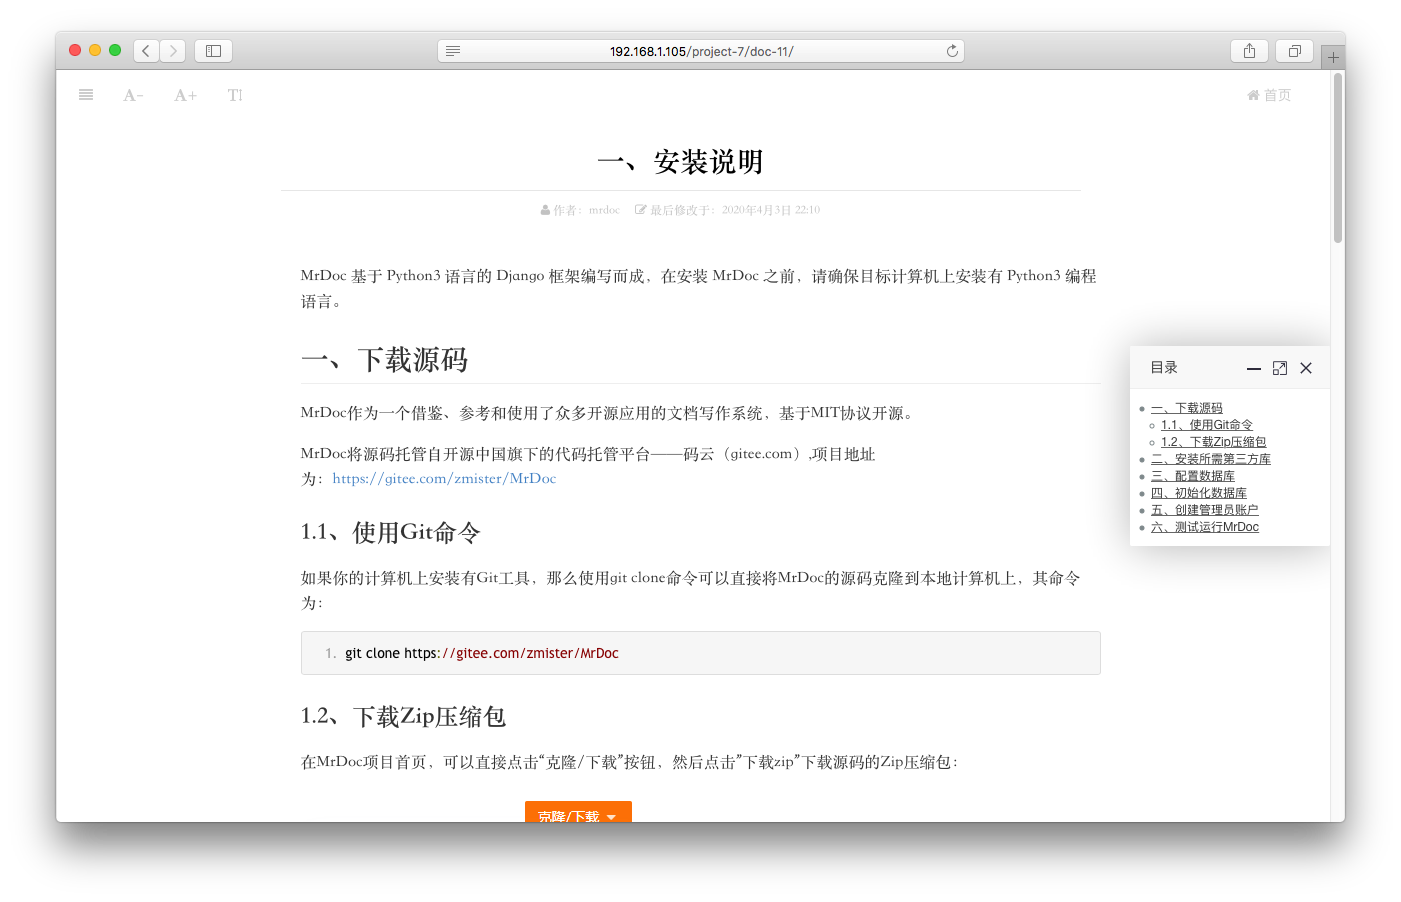 192.168.1.105/project-7/doc-11/
A-
A+
T
首页
一、安装说明
作者：mrdoc 最后修改于：2020年4月3日 22:10
MrDoc 基于 Python3 语言的 Django 框架编写而成，在安装 MrDoc 之前，请确保目标计算机上安装有 Python3 编程
语言。
一、下载源码
MrDoc作为一个借鉴、参考和使用了众多开源应用的文档写作系统，基于MIT协议开源。
MrDoc将源码托管自开源中国旗下的代码托管平台——码云（gitee.com）,项目地址
为：https://gitee.com/zmister/MrDoc
1.1、使用Git命令
如果你的计算机上安装有Git工具，那么使用git clone命令可以直接将MrDoc的源码克隆到本地计算机上，其命令
为：
1. git clone https://gitee.com/zmister/MrDoc
1.2、下载Zip压缩包
在MrDoc项目首页，可以直接点击“克隆/下载”按钮，然后点击”下载zip”下载源码的Zip压缩包：
克隆/下载
目录
一、下载源码
1.1、使用Git命令
1.2、下载Zip压缩包
二、安装所需第三方库
三、配置数据库
四、初始化数据库
五、创建管理员账户
六、测试运行MrDoc